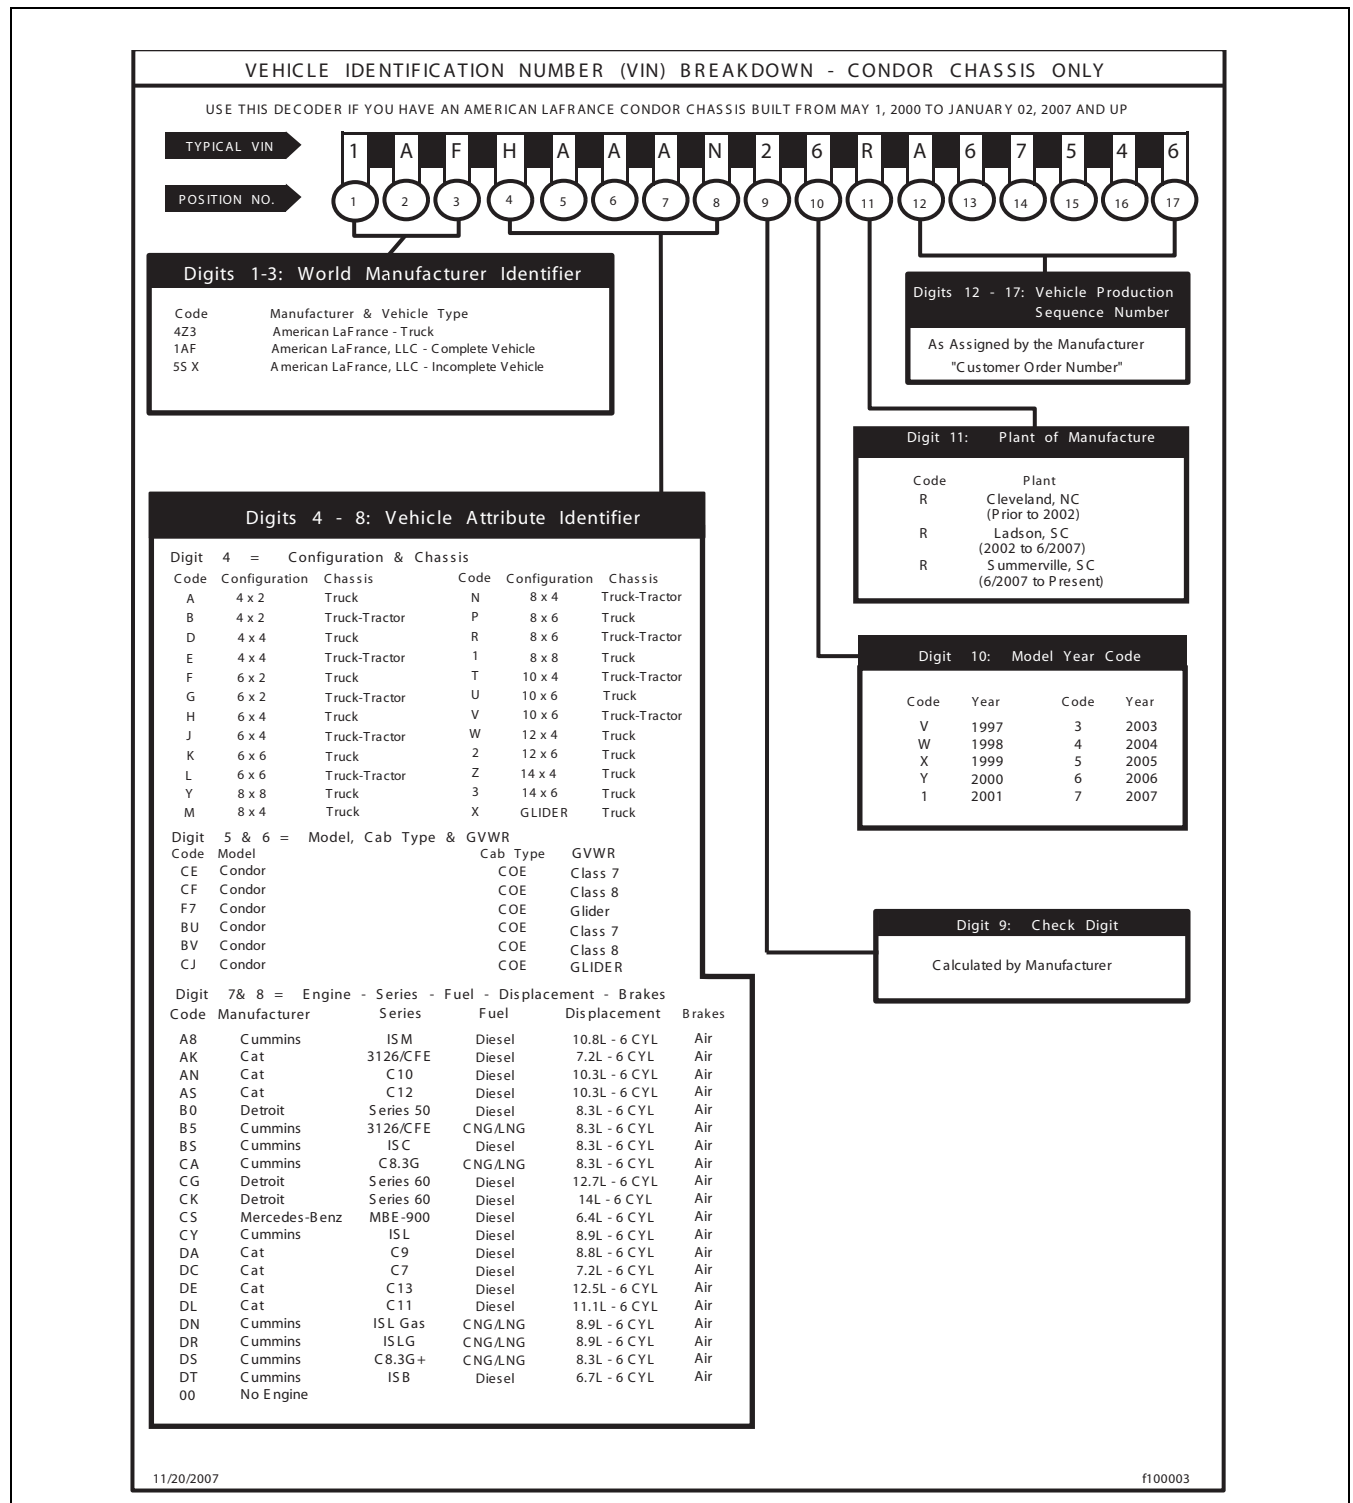 VEHICLE IDENTIFICATION NUMBER (VIN) BREAKDOWN - CONDOR CHASSIS ONLY
USE THIS DECODER IF YOU HAVE AN AMERICAN LAFRANCE CONDOR CHASSIS BUILT FROM MAY 1, 2000 TO JANUARY 02, 2007 AND UP
TYPICAL VIN 1 A F H A A A N 2 6 R A 6 7 5 4 6
POSITION NO. 1 2 3 4 5 6 7 8 9 10 11 12 13 14 15 16 17
Digits 1-3: World Manufacturer Identifier
Code Manufacturer & Vehicle Type
4Z3 American LaFrance - Truck
1AF American LaFrance, LLC - Complete Vehicle
5S X American LaFrance, LLC - Incomplete Vehicle
Digits 12 - 17: Vehicle Production
Sequence Number
As Assigned by the Manufacturer
"Customer Order Number"
Digit 11: Plant of Manufacture
Code Plant
R Cleveland, NC
(Prior to 2002)
R Ladson, SC
(2002 to 6/2007)
R Summerville, SC
(6/2007 to Present)
Digits 4 - 8: Vehicle Attribute Identifier
Digit 4 = Configuration & Chassis
Code Configuration Chassis Code Configuration Chassis
A 4 x 2 Truck N 8 x 4 Truck-Tractor
B 4 x 2 Truck-Tractor P 8 x 6 Truck
D 4 x 4 Truck R 8 x 6 Truck-Tractor
E 4 x 4 Truck-Tractor 1 8 x 8 Truck
F 6 x 2 Truck T 10 x 4 Truck-Tractor
G 6 x 2 Truck-Tractor U 10 x 6 Truck
H 6 x 4 Truck V 10 x 6 Truck-Tractor
J 6 x 4 Truck-Tractor W 12 x 4 Truck
K 6 x 6 Truck 2 12 x 6 Truck
L 6 x 6 Truck-Tractor Z 14 x 4 Truck
Y 8 x 8 Truck 3 14 x 6 Truck
M 8 x 4 Truck X GLIDER Truck
Digit 10: Model Year Code
Code Year Code Year
V 1997 3 2003
W 1998 4 2004
X 1999 5 2005
Y 2000 6 2006
1 2001 7 2007
Digit 5 & 6 = Model, Cab Type & GVWR
Code Model Cab Type GVWR
CE Condor COE Class 7
CF Condor COE Class 8
F7 Condor COE Glider
BU Condor COE Class 7
BV Condor COE Class 8
CJ Condor COE GLIDER
Digit 9: Check Digit
Calculated by Manufacturer
Digit 7& 8 = Engine - Series - Fuel - Displacement - Brakes
Code Manufacturer Series Fuel Displacement Brakes
A8 Cummins ISM Diesel 10.8L - 6 CYL Air
AK Cat 3126/CFE Diesel 7.2L - 6 CYL Air
AN Cat C10 Diesel 10.3L - 6 CYL Air
AS Cat C12 Diesel 10.3L - 6 CYL Air
B0 Detroit Series 50 Diesel 8.3L - 6 CYL Air
B5 Cummins 3126/CFE CNG/LNG 8.3L - 6 CYL Air
BS Cummins ISC Diesel 8.3L - 6 CYL Air
CA Cummins C8.3G CNG/LNG 8.3L - 6 CYL Air
CG Detroit Series 60 Diesel 12.7L - 6 CYL Air
CK Detroit Series 60 Diesel 14L - 6 CYL Air
CS Mercedes-Benz MBE-900 Diesel 6.4L - 6 CYL Air
CY Cummins ISL Diesel 8.9L - 6 CYL Air
DA Cat C9 Diesel 8.8L - 6 CYL Air
DC Cat C7 Diesel 7.2L - 6 CYL Air
DE Cat C13 Diesel 12.5L - 6 CYL Air
DL Cat C11 Diesel 11.1L - 6 CYL Air
DN Cummins ISL Gas CNG/LNG 8.9L - 6 CYL Air
DR Cummins ISLG CNG/LNG 8.9L - 6 CYL Air
DS Cummins C8.3G+ CNG/LNG 8.3L - 6 CYL Air
DT Cummins ISB Diesel 6.7L - 6 CYL Air
00 No Engine
11/20/2007 f100003